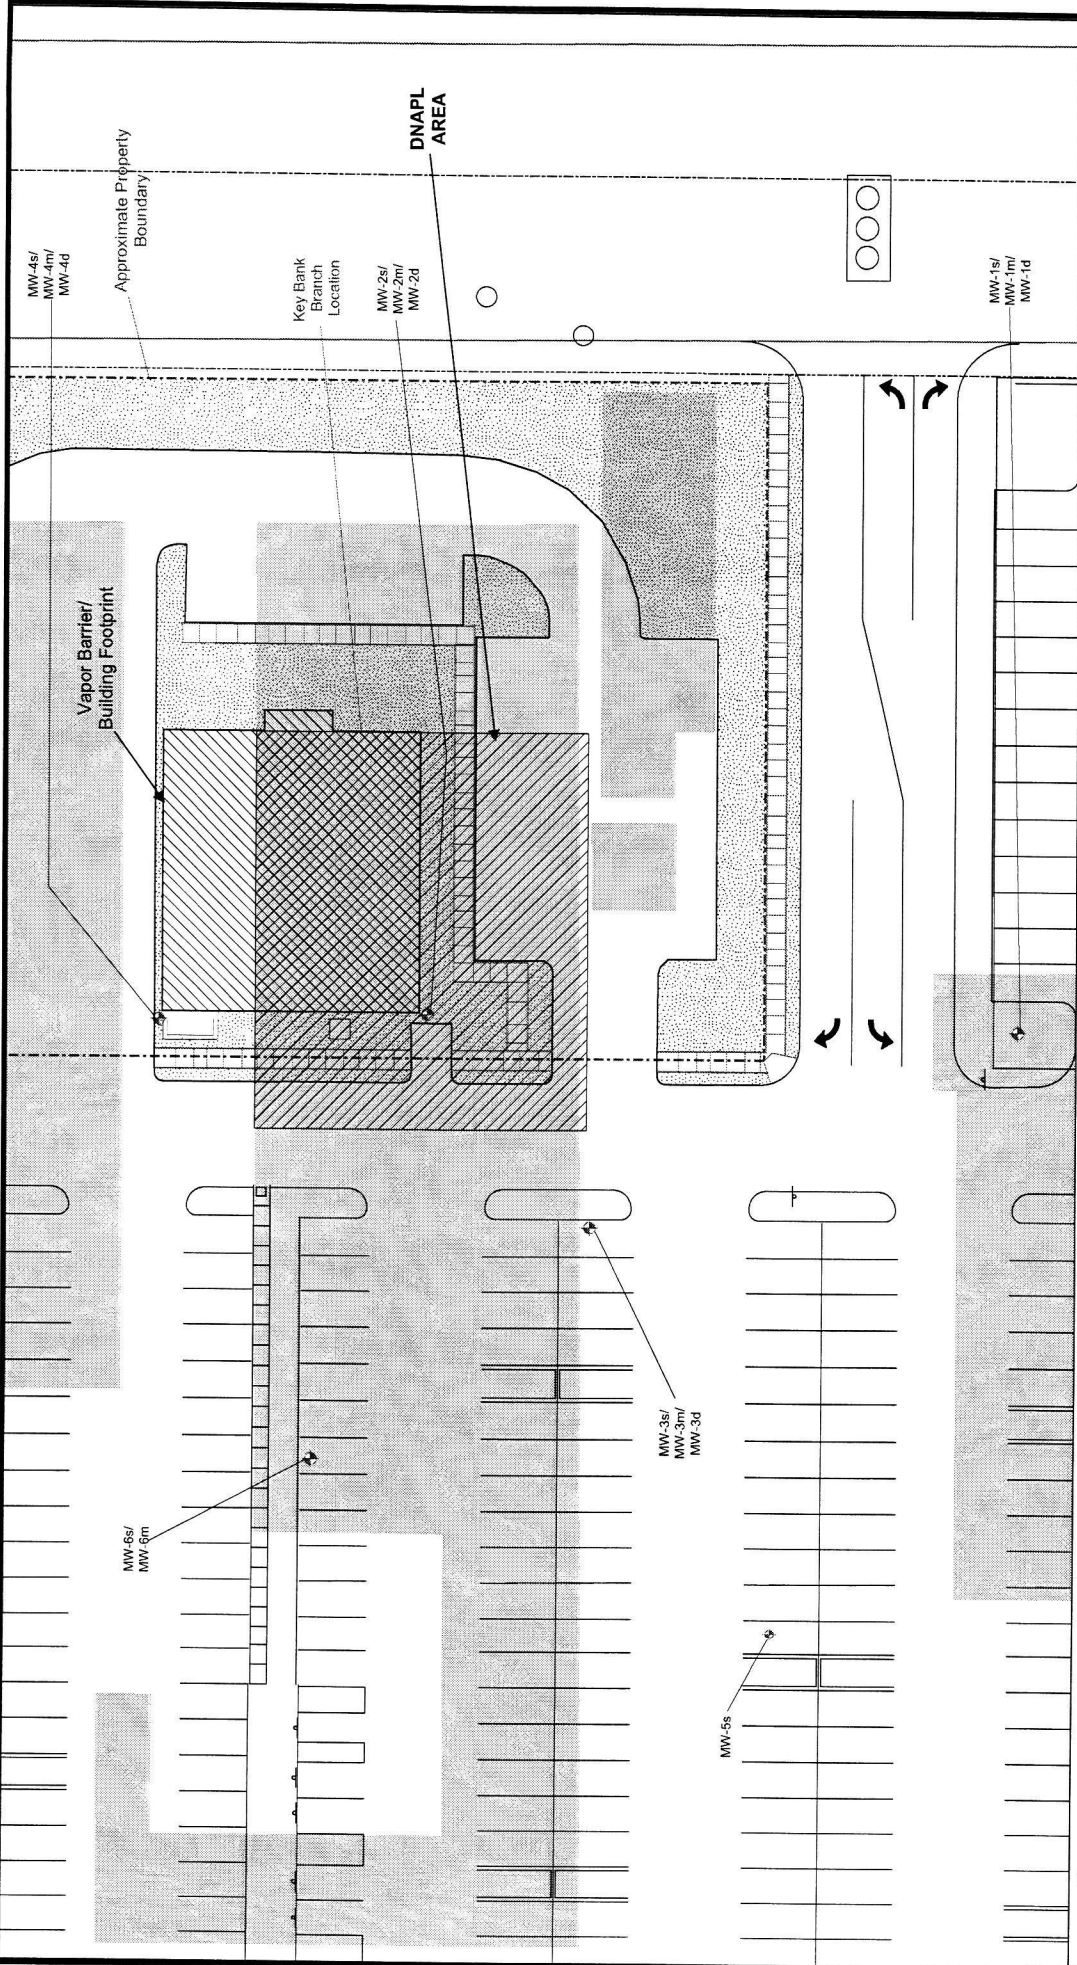 DNAPL
AREA
Approximate Property
Boundary
MW-4s/
MW-4m/
MW-4d
Key Bank
Branch
Location
MW-2s/
MW-2m/
MW-2d
MW-1s/
MW-1m/
MW-1d
Vapor Barrier/
Building Footprint
MW-3s/
MW-3m/
MW-3d
MW-6s/
MW-6m
MW-5s